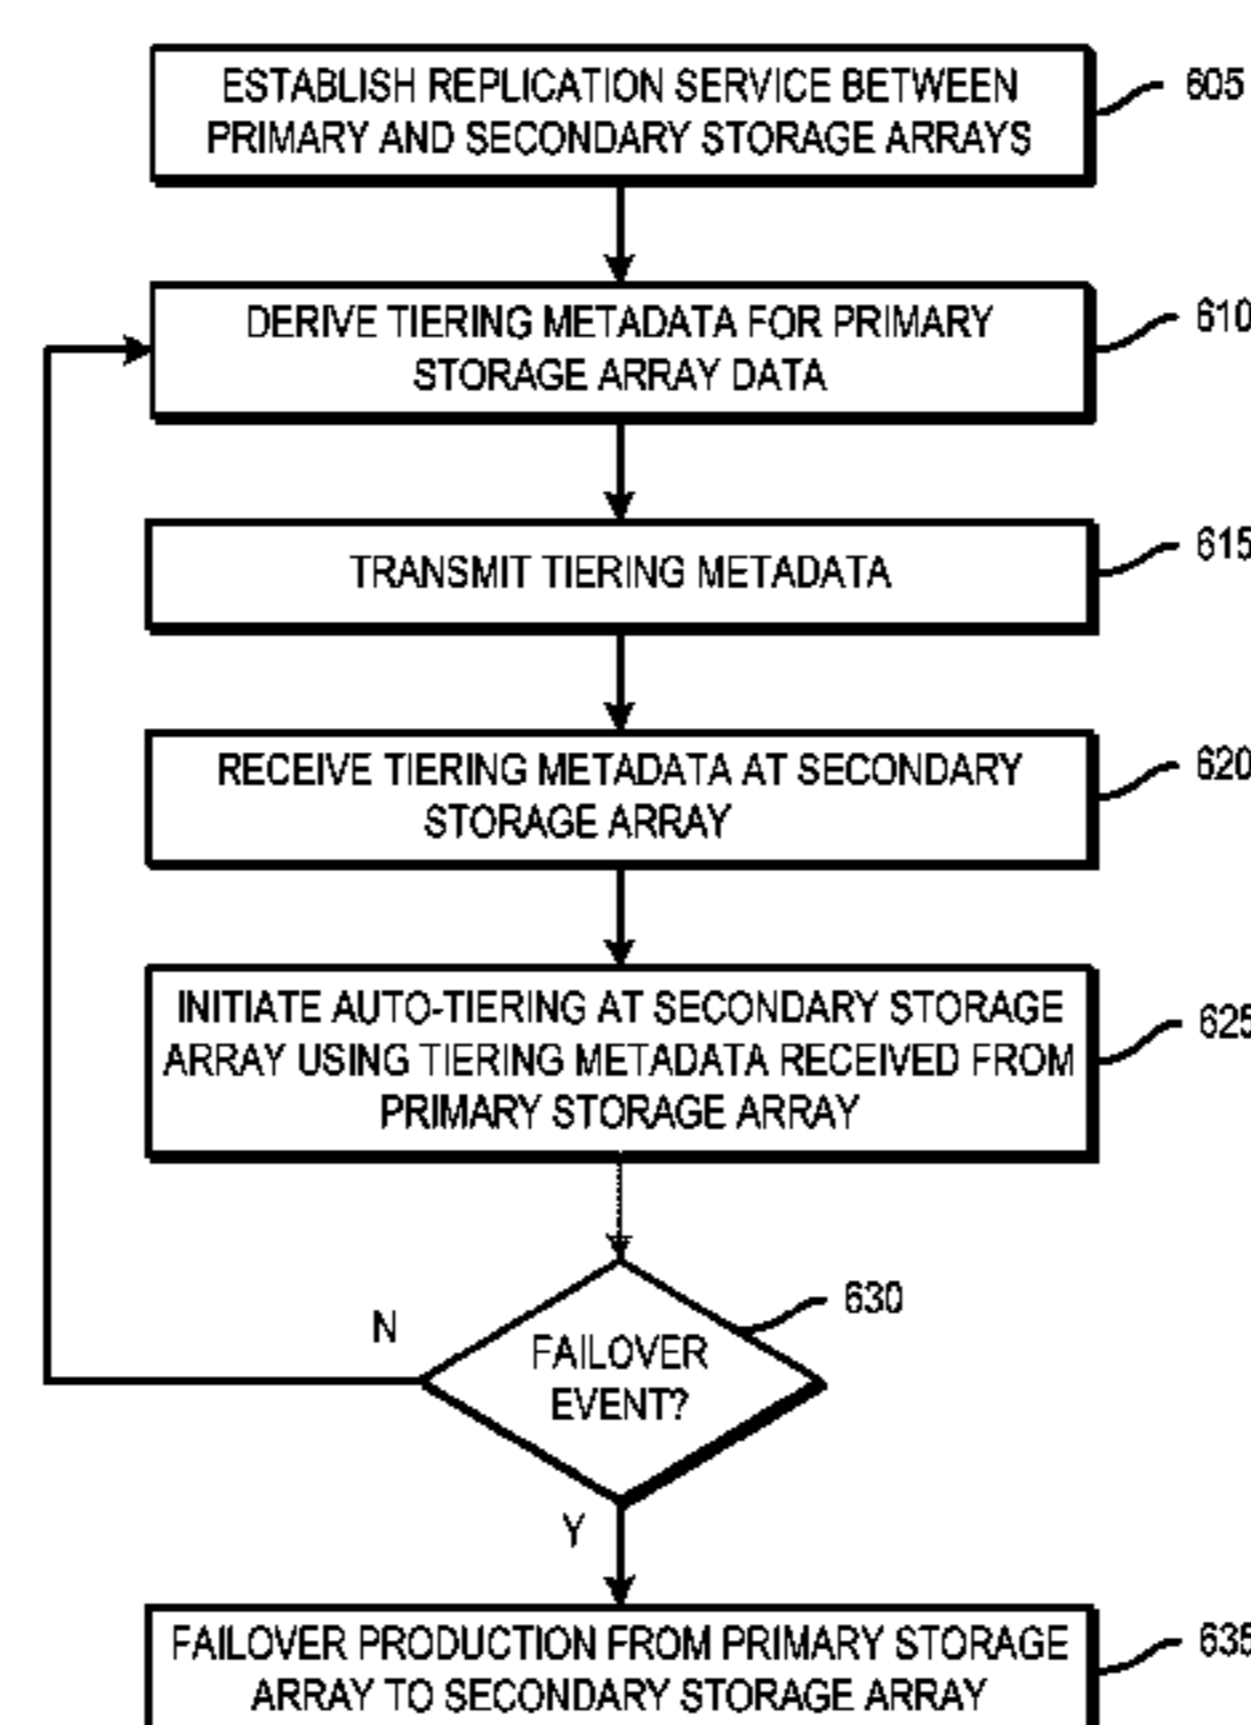 ESTABLISH REPLICATION SERVICE BETWEEN
PRIMARY AND SECONDARY STORAGE ARRAYS
605
DERIVE TIERING METADATA FOR PRIMARY
STORAGE ARRAY DATA
610
TRANSMIT TIERING METADATA
615
RECEIVE TIERING METADATA AT SECONDARY
STORAGE ARRAY
620
INITIATE AUTO-TIERING AT SECONDARY STORAGE
ARRAY USING TIERING METADATA RECEIVED FROM
PRIMARY STORAGE ARRAY
625
630
N
FAILOVER
EVENT?
Y
FAILOVER PRODUCTION FROM PRIMARY STORAGE
ARRAY TO SECONDARY STORAGE ARRAY
635